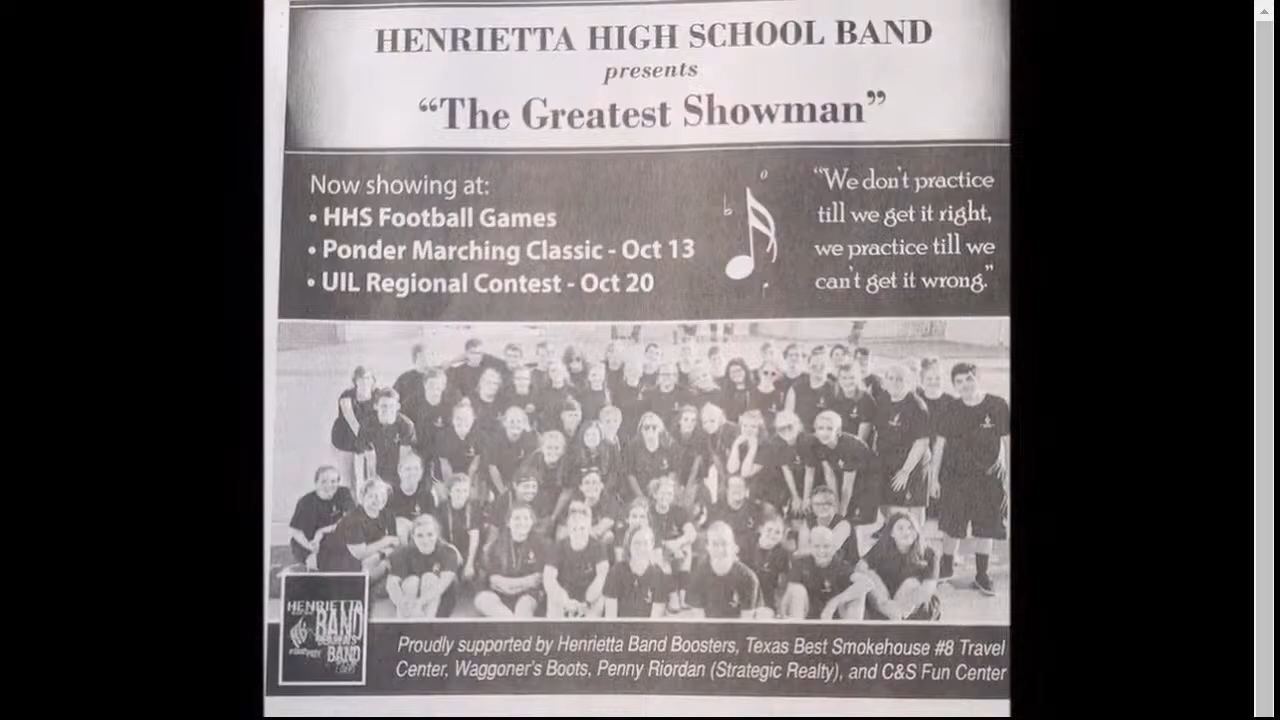 HENRIETTA HIGH SCHOOL BAND
presents
“The Greatest Showman”
Now showing at:
• HHS Football Games
• Ponder Marching Classic - Oct 13
• UIL Regional Contest - Oct 20
“We don't practice
till we get it right,
we practice till we
can't get it wrong.”
HENRIETTA
BAND
BAND
Proudly supported by Henrietta Band Boosters, Texas Best Smokehouse #8 Travel
Center, Waggoner's Boots, Penny Riordan (Strategic Realty), and C&S Fun Center